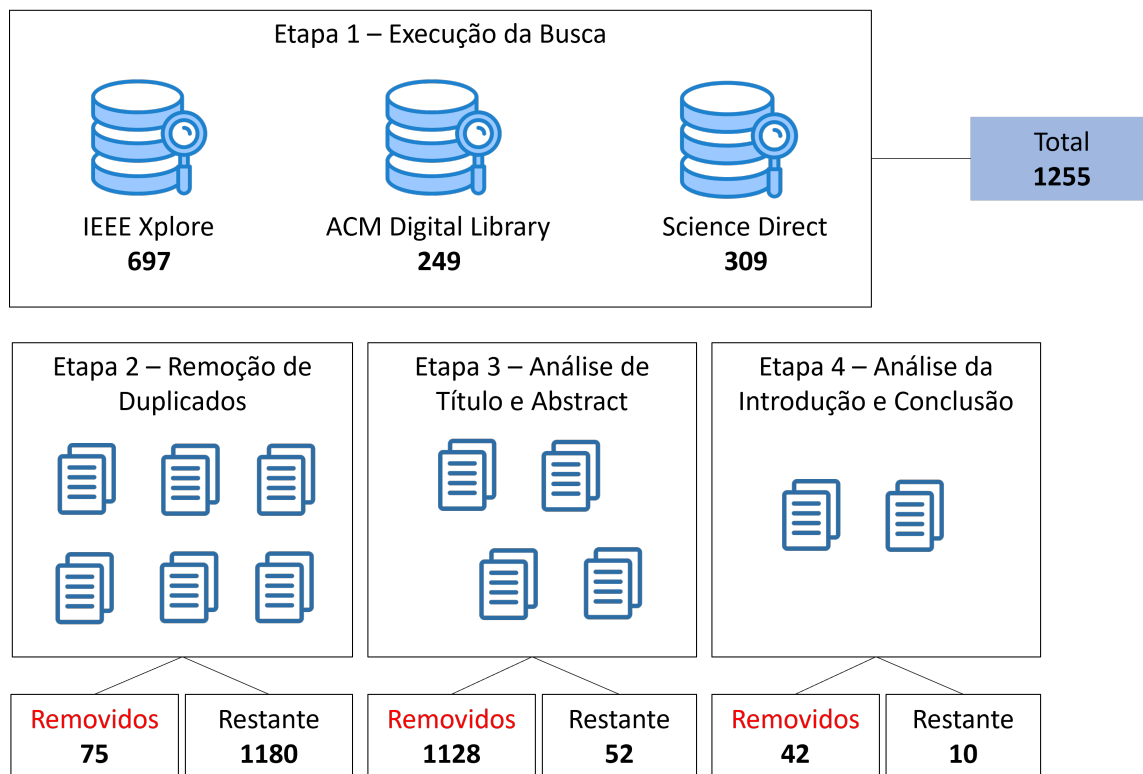 Etapa 1 – Execução da Busca
IEEE Xplore
697
ACM Digital Library
249
Science Direct
309
Total
1255
Etapa 2 – Remoção de
Duplicados
Etapa 3 – Análise de
Título e Abstract
Etapa 4 – Análise da
Introdução e Conclusão
Removidos
75
Restante
1180
Removidos
1128
Restante
52
Removidos
42
Restante
10